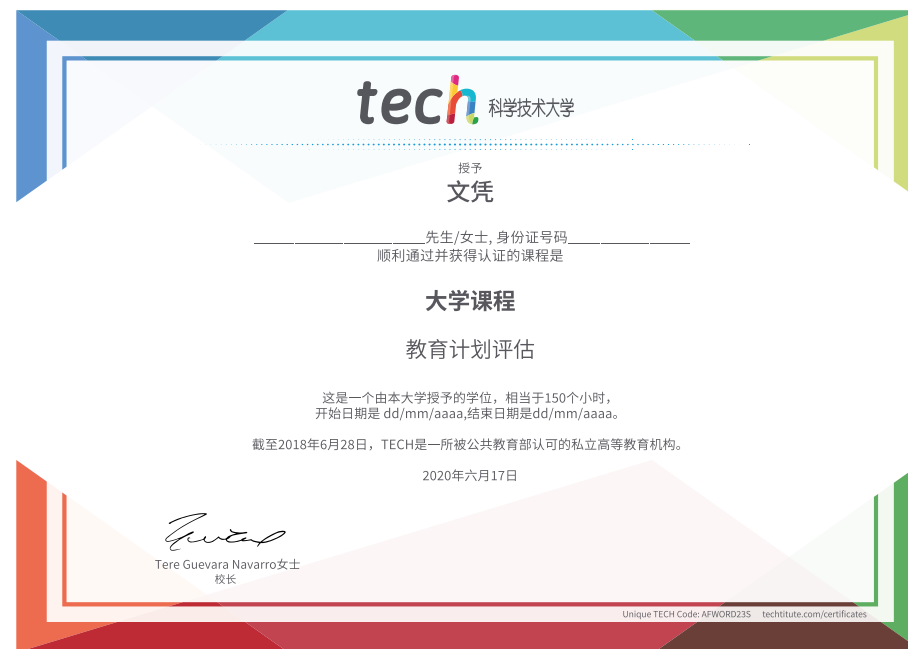 tech 科学技术大学
授予
文凭
______________________先生/女士, 身份证号码________________
顺利通过并获得认证的课程是
大学课程
教育计划评估
这是一个由本大学授予的学位，相当于150个小时，
开始日期是 dd/mm/aaaa,结束日期是dd/mm/aaaa。
截至2018年6月28日，TECH是一所被公共教育部认可的私立高等教育机构。
2020年六月17日
Tere Guevara Navarro女士
校长
Unique TECH Code: AFWORD23S techtitute.com/certificates